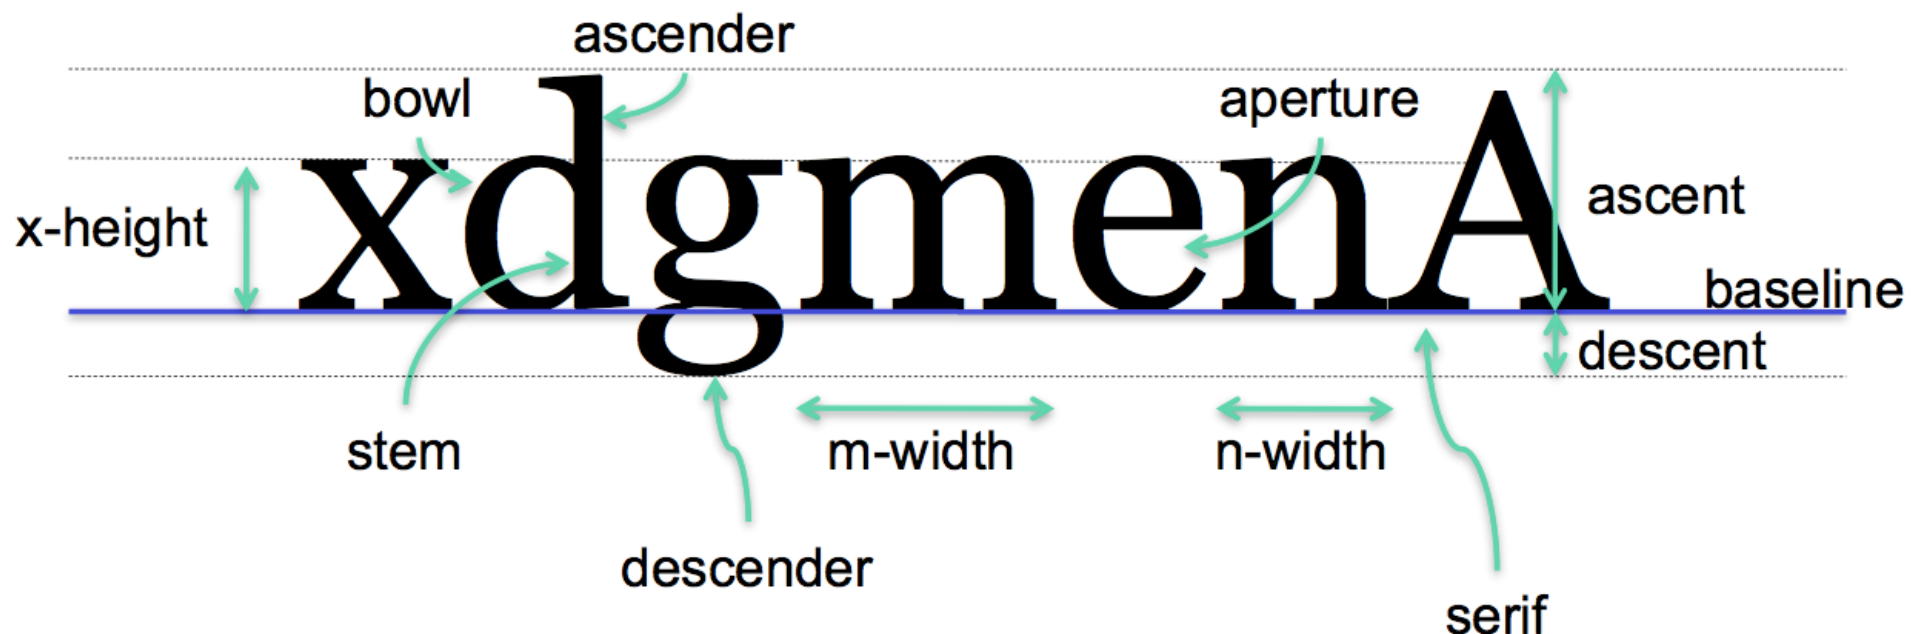 ascender
bowl
aperture
xdgmenA
x-height
ascent
baseline
descent
stem
m-width
n-width
descender
serif